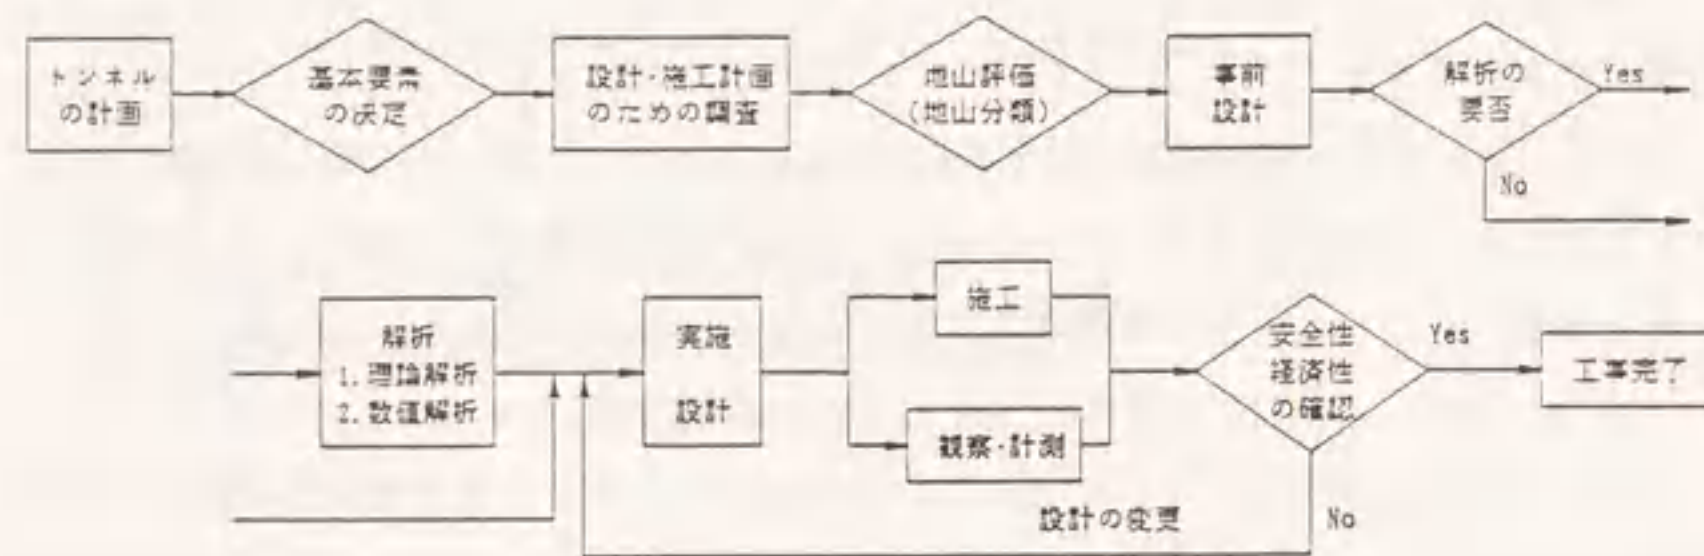 トンネル
の計画
基本要素
の決定
設計・施工計画
のための調査
地山評価
(地山分類)
事前
設計
解析の
要否
Yes
No
解析
1.理論解析
2.数値解析
実施
設計
施工
観察・計測
安全性
経済性
の確認
Yes
工事完了
設計の変更
No